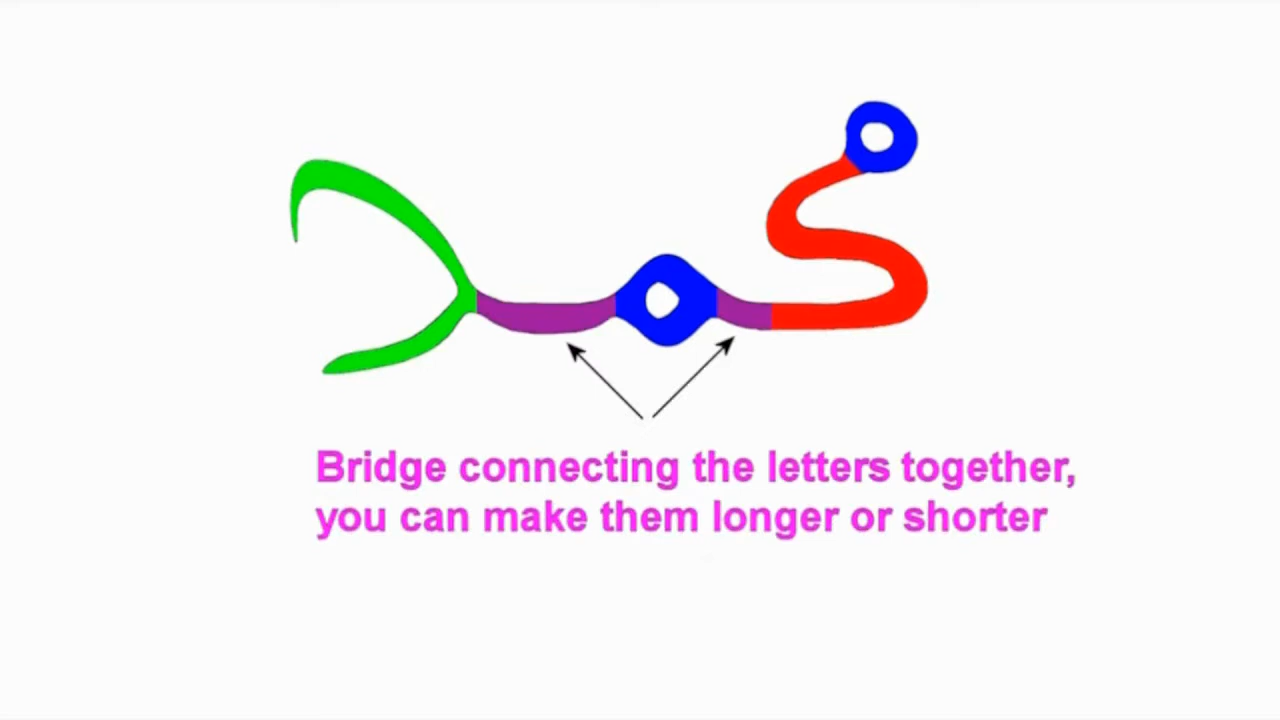 Bridge connecting the letters together,
you can make them longer or shorter